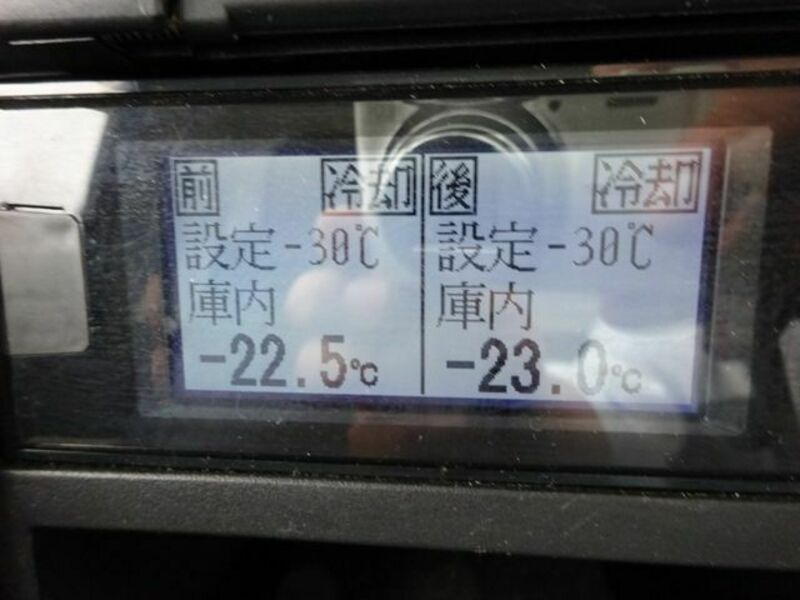 前 冷却 後 冷却
設定 -30℃ 設定 -30℃
庫内 庫内
-22.5℃ -23.0℃